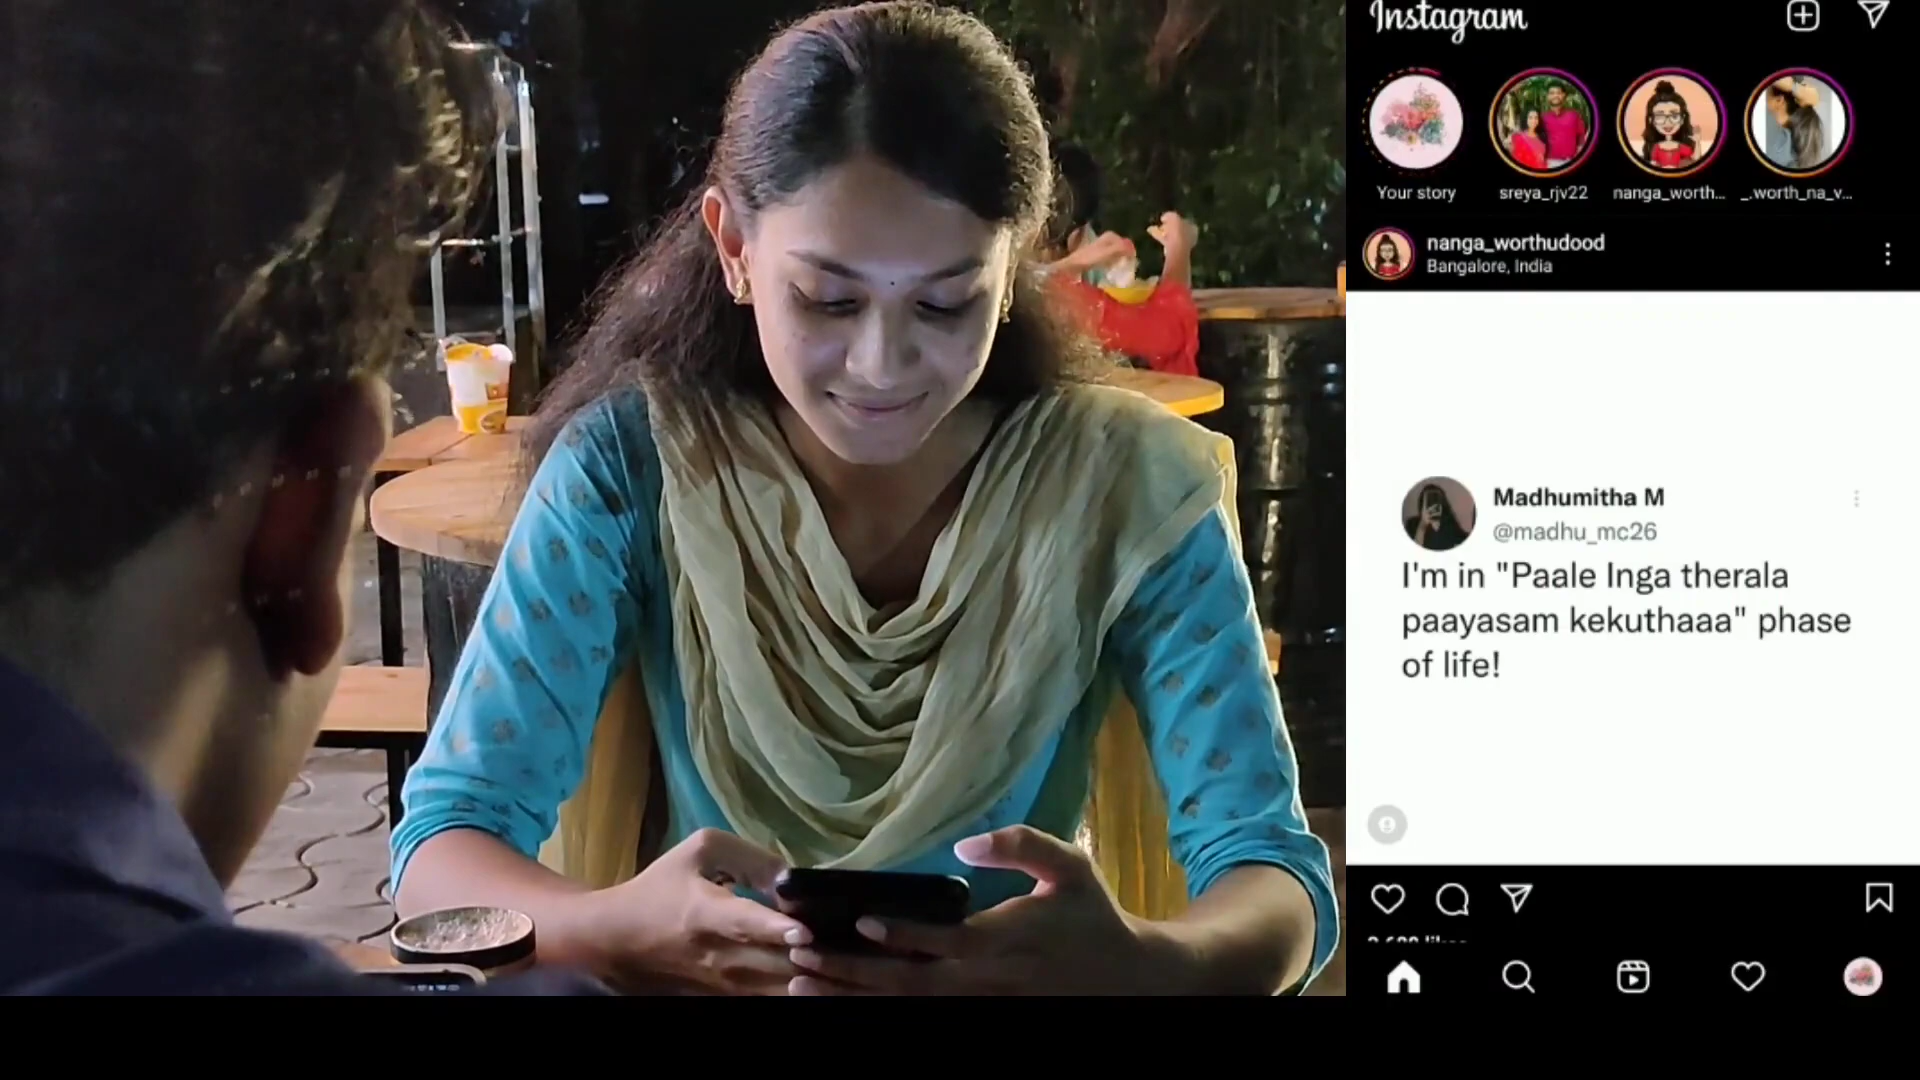 Instagram
Your story
sreya_rjv22
nanga_worth...
_.worth_na_v...
nanga_worthudood
Bangalore, India
Madhumitha M
@madhu_mc26
I'm in "Paale Inga therala
paayasam kekuthaaa" phase
of life!